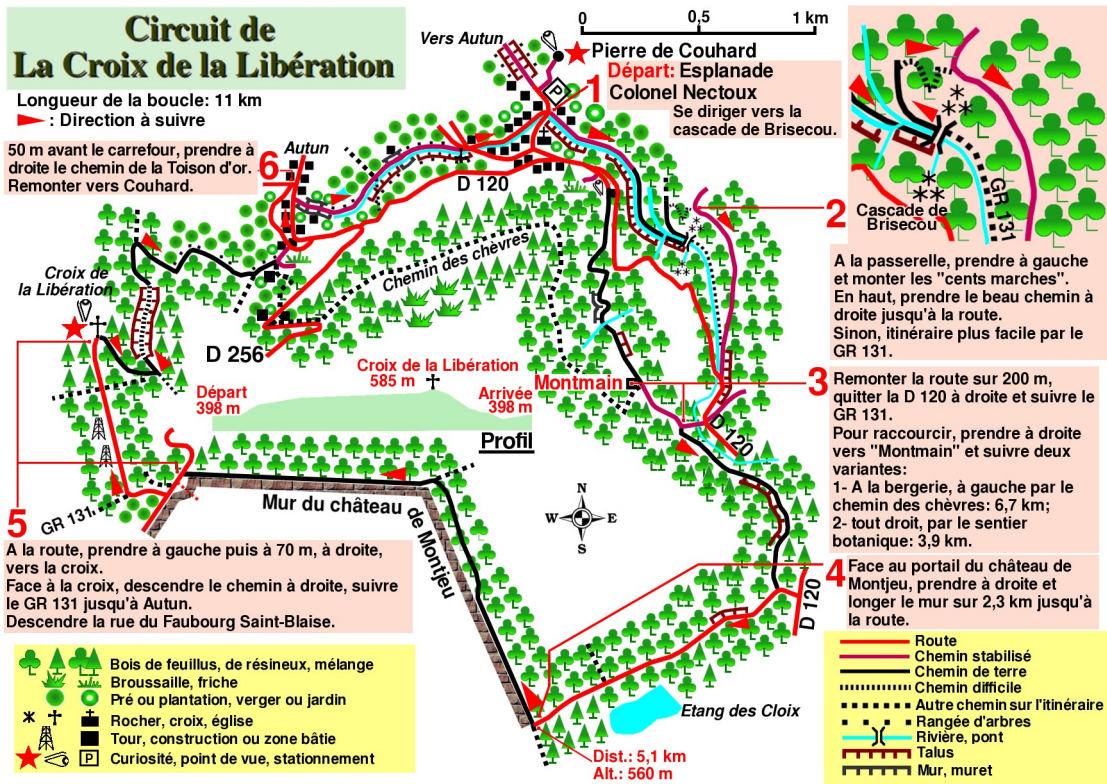 Circuit de
La Croix de la Libération
Longueur de la boucle: 11 km
: Direction à suivre
50 m avant le carrefour, prendre à
droite le chemin de la Toison d'or.
Remonter vers Couhard.
6
Autun
Vers Autun
0 0,5 1 km
Pierre de Couhard
P
1
Départ: Esplanade
Colonel Nectoux
Se diriger vers la
cascade de Brisecou.
D 120
Chemin des chèvres
Croix de
la Libération
D 256
GR 131
Cascade de
Brisecou
2
A la passerelle, prendre à gauche
et monter les "cents marches".
En haut, prendre le beau chemin à
droite jusqu'à la route.
Sinon, itinéraire plus facile par le
GR 131.
Montmain
3
Remonter la route sur 200 m,
quitter la D 120 à droite et suivre le
GR 131.
Pour raccourcir, prendre à droite
vers "Montmain" et suivre deux
variantes:
1- A la bergerie, à gauche par le
chemin des chèvres: 6,7 km;
2- tout droit, par le sentier
botanique: 3,9 km.
D 120
Croix de la Libération
585 m
Départ
398 m
Arrivée
398 m
Profil
Mur du château
de Montjeu
N
W E
S
GR 131
5
A la route, prendre à gauche puis à 70 m, à droite,
vers la croix.
Face à la croix, descendre le chemin à droite, suivre
le GR 131 jusqu'à Autun.
Descendre la rue du Faubourg Saint-Blaise.
4
Face au portail du château de
Montjeu, prendre à droite et
longer le mur sur 2,3 km jusqu'à
la route.
D 120
Etang des Cloix
Dist.: 5,1 km
Alt.: 560 m
Bois de feuillus, de résineux, mélange
Broussaille, friche
Pré ou plantation, verger ou jardin
Rocher, croix, église
Tour, construction ou zone bâtie
P Curiosité, point de vue, stationnement
Route
Chemin stabilisé
Chemin de terre
Chemin difficile
Autre chemin sur l'itinéraire
Rangée d'arbres
Rivière, pont
Talus
Mur, muret